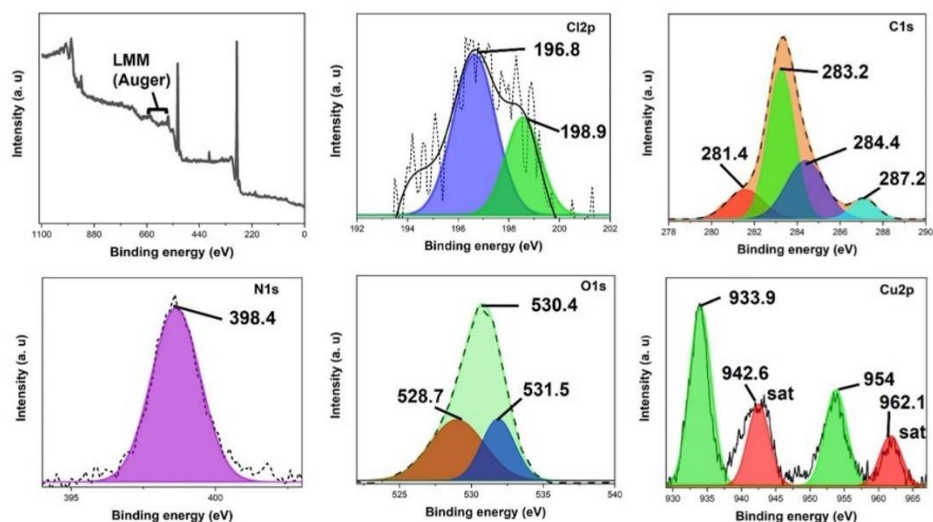 Intensity (a. u)
LMM
(Auger)
1100 880 660 440 220 0
Binding energy (eV)
Cl2p
Intensity (a. u)
196.8
198.9
192 194 196 198 200 202
Binding energy (eV)
C1s
Intensity (a. u)
283.2
281.4
284.4
287.2
278 280 282 284 286 288 290
Binding energy (eV)
N1s
Intensity (a. u)
398.4
395 400
Binding energy (eV)
O1s
Intensity (a. u)
530.4
528.7
531.5
525 530 535 540
Binding energy (eV)
Cu2p
Intensity (a. u)
933.9
942.6
sat
954
962.1
sat
930 935 940 945 950 955 960 965
Binding energy (eV)